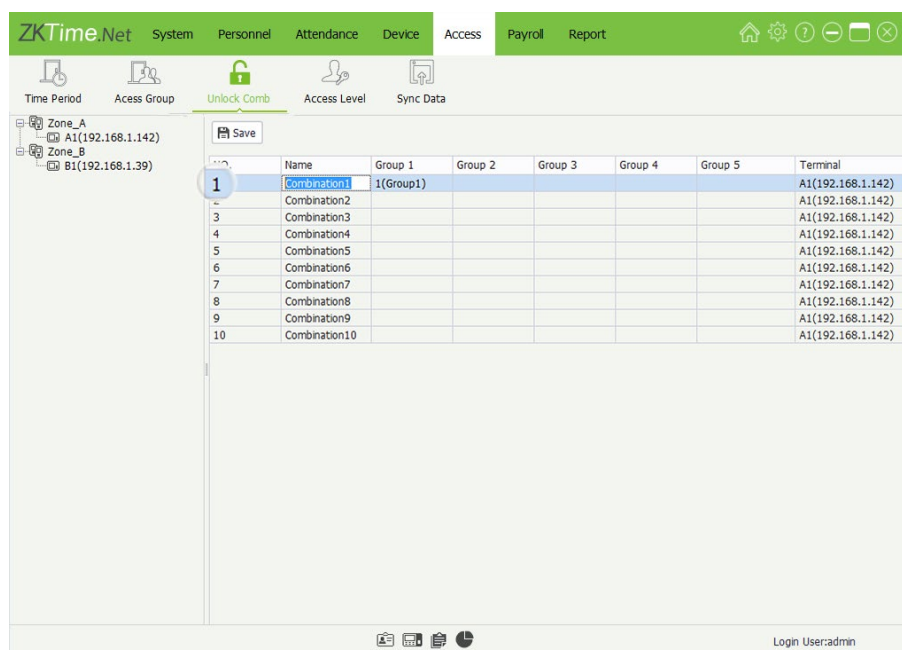 ZKTime.Net System Personnel Attendance Device Access Payroll Report
Time Period Acess Group Unlock Comb Access Level Sync Data
Zone_A
A1(192.168.1.142)
Zone_B
B1(192.168.1.39)
Save
Name Group 1 Group 2 Group 3 Group 4 Group 5 Terminal
1 Combination1 1(Group1) A1(192.168.1.142)
2 Combination2 A1(192.168.1.142)
3 Combination3 A1(192.168.1.142)
4 Combination4 A1(192.168.1.142)
5 Combination5 A1(192.168.1.142)
6 Combination6 A1(192.168.1.142)
7 Combination7 A1(192.168.1.142)
8 Combination8 A1(192.168.1.142)
9 Combination9 A1(192.168.1.142)
10 Combination10 A1(192.168.1.142)
Login User:admin